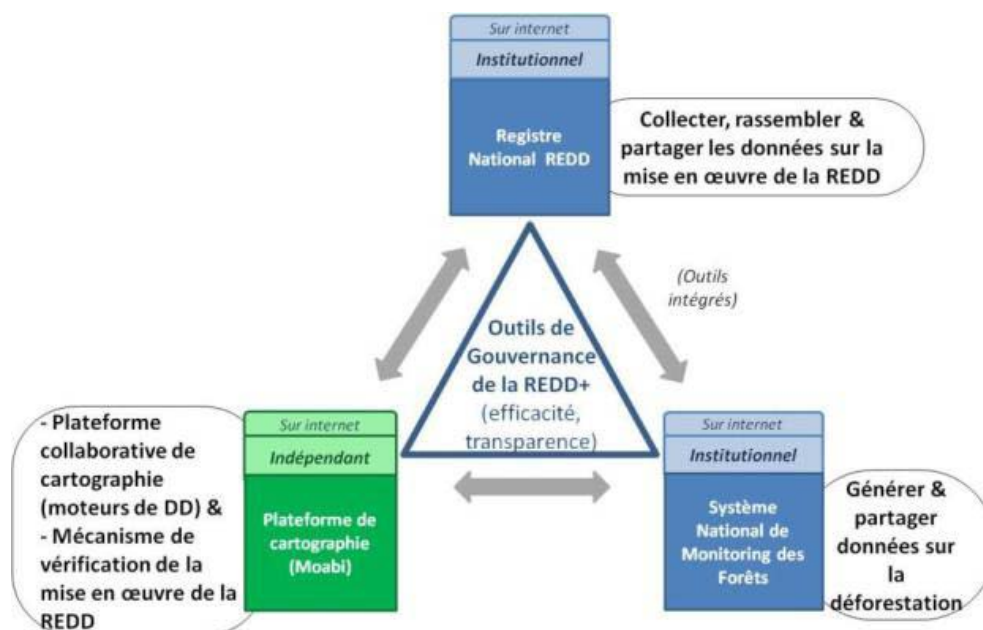 Sur internet
Institutionnel
Registre
National REDD
Collecter, rassembler &
partager les données sur la
mise en œuvre de la REDD
(Outils
intégrés)
Outils de
Gouvernance
de la REDD+
(efficacité,
transparence)
- Plateforme
collaborative de
cartographie
(moteurs de DD) &
- Mécanisme de
vérification de la
mise en œuvre de la
REDD
Sur internet
Indépendant
Plateforme de
cartographie
(Moabi)
Sur internet
Institutionnel
Système
National de
Monitoring des
Forêts
Générer &
partager
données sur
la
déforestation